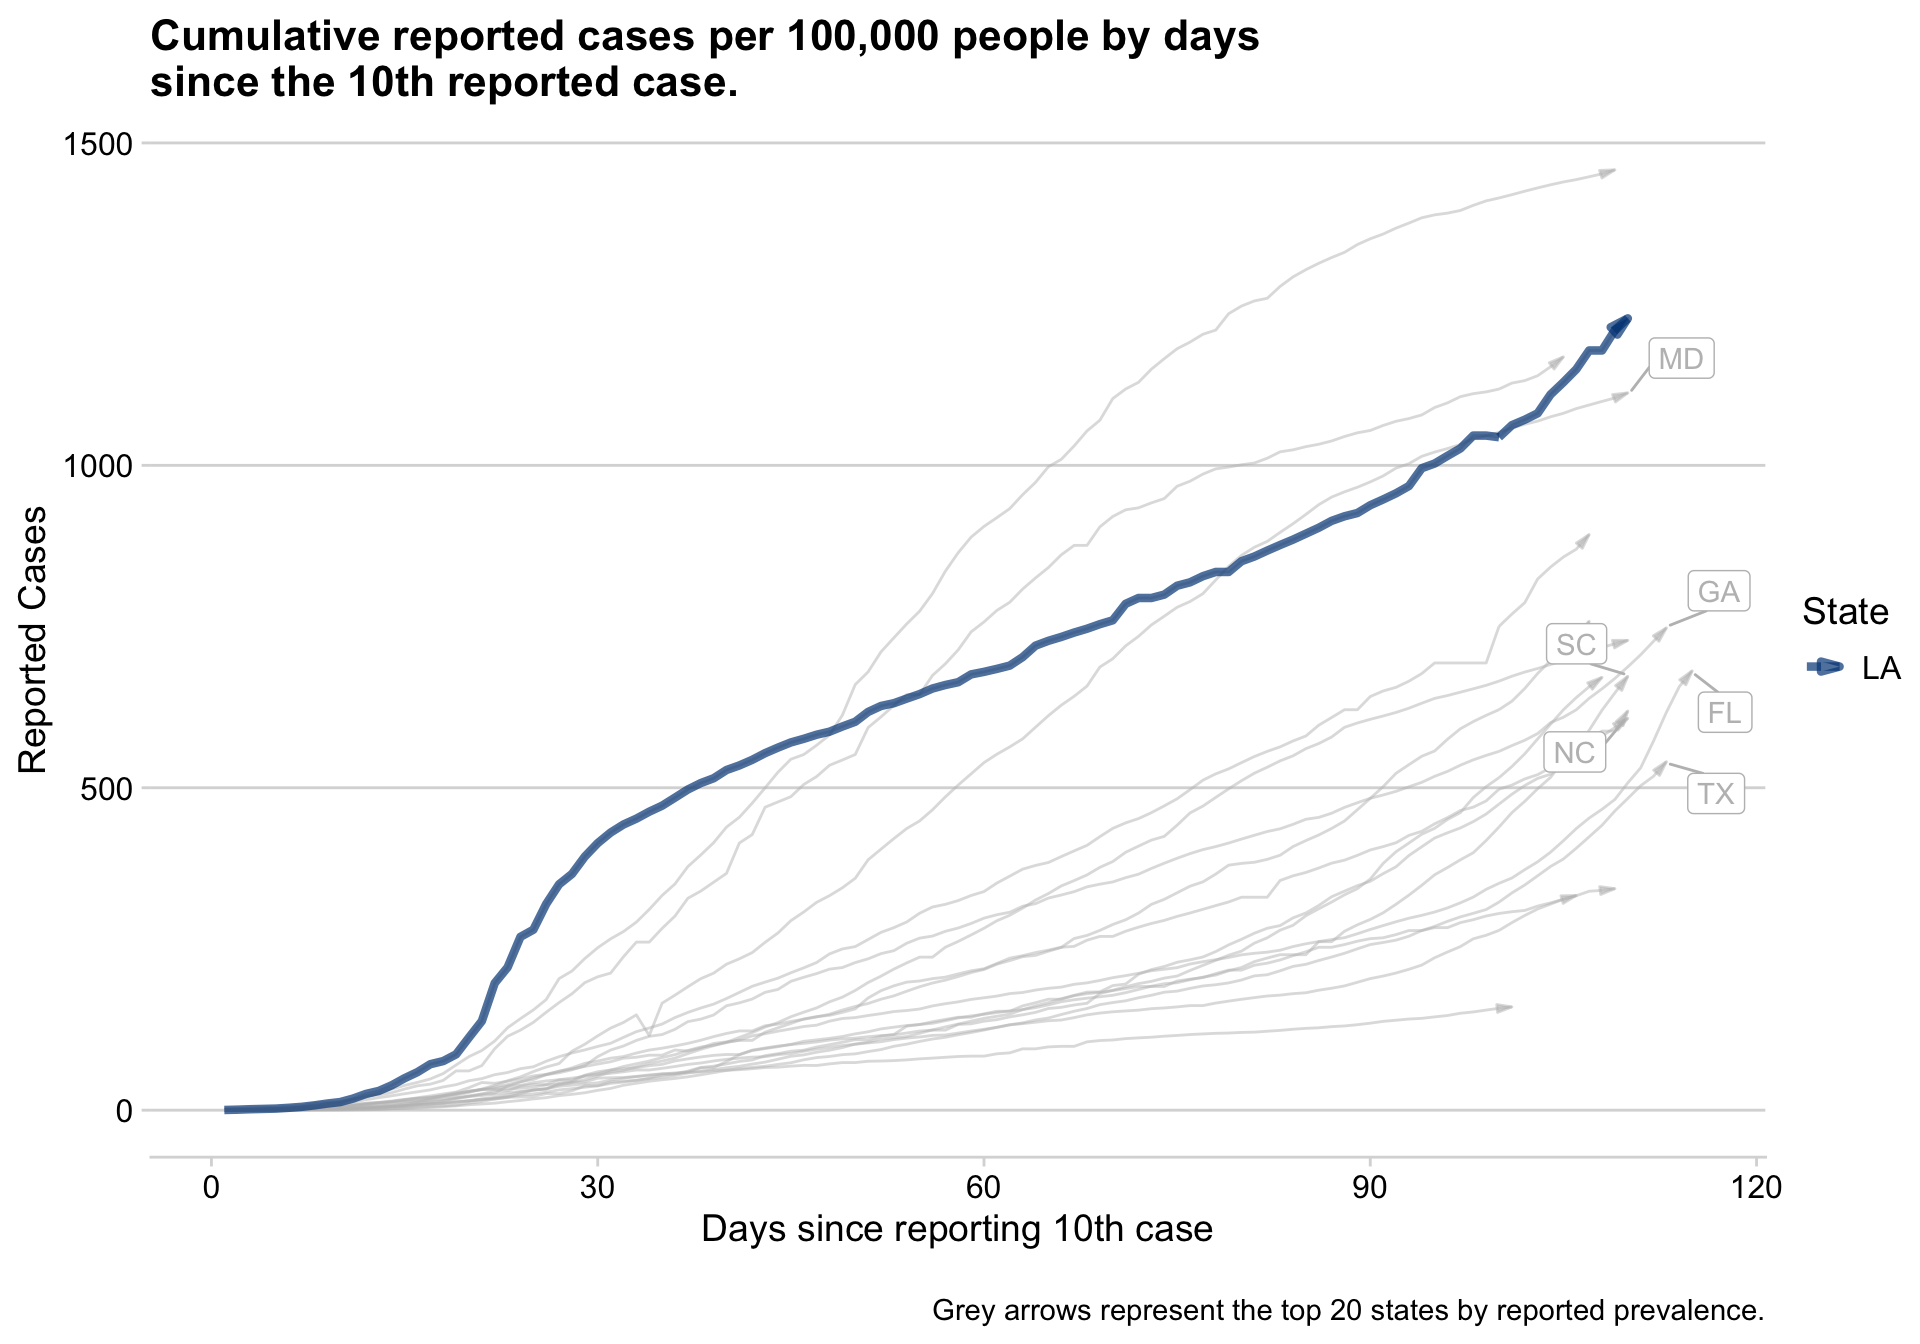 Cumulative reported cases per 100,000 people by days
since the 10th reported case.
1500
1000
500
0
Reported Cases
MD
GA
SC
FL
NC
TX
State
LA
0 30 60 90 120
Days since reporting 10th case
Grey arrows represent the top 20 states by reported prevalence.